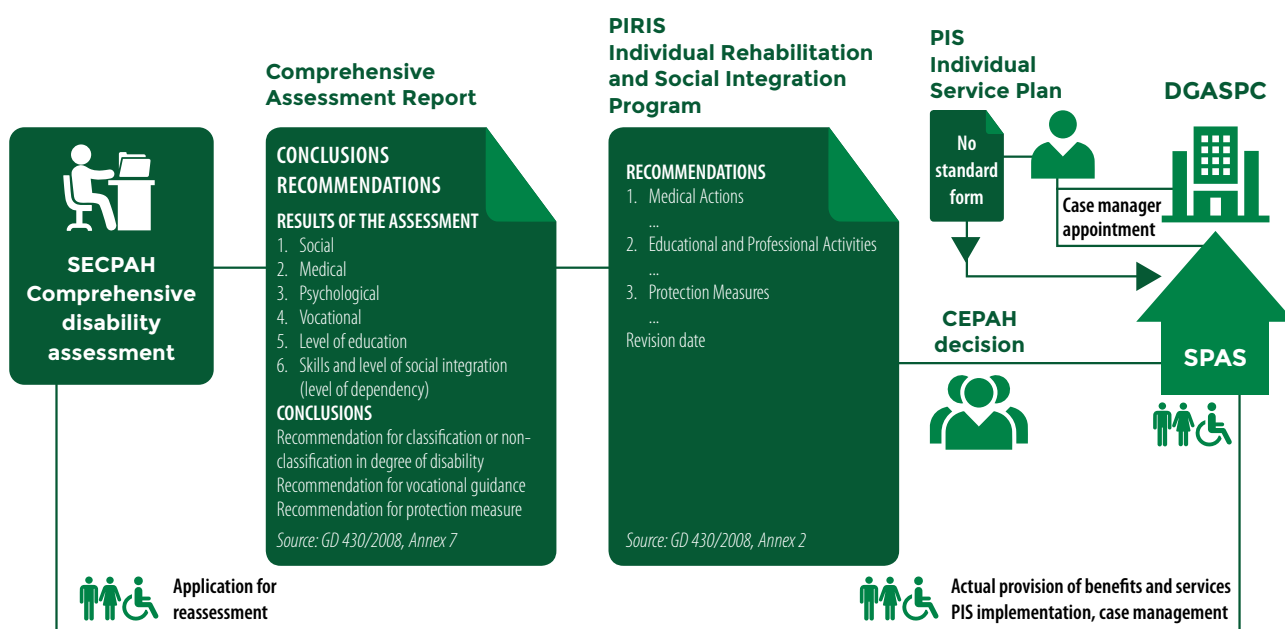 SECPAH
Comprehensive
disability
assessment
Comprehensive
Assessment Report
CONCLUSIONS
RECOMMENDATIONS
RESULTS OF THE ASSESSMENT
1. Social
2. Medical
3. Psychological
4. Vocational
5. Level of education
6. Skills and level of social integration
(level of dependency)
CONCLUSIONS
Recommendation for classification or non-
classification in degree of disability
Recommendation for vocational guidance
Recommendation for protection measure
Source: GD 430/2008, Annex 7
PIRIS
Individual Rehabilitation
and Social Integration
Program
RECOMMENDATIONS
1. Medical Actions
...
2. Educational and Professional Activities
...
3. Protection Measures
...
Revision date
Source: GD 430/2008, Annex 2
PIS
Individual
Service Plan
No
standard
form
DGASPC
Case manager
appointment
CEPAH
decision
SPAS
Application for
reassessment
Actual provision of benefits and services
PIS implementation, case management